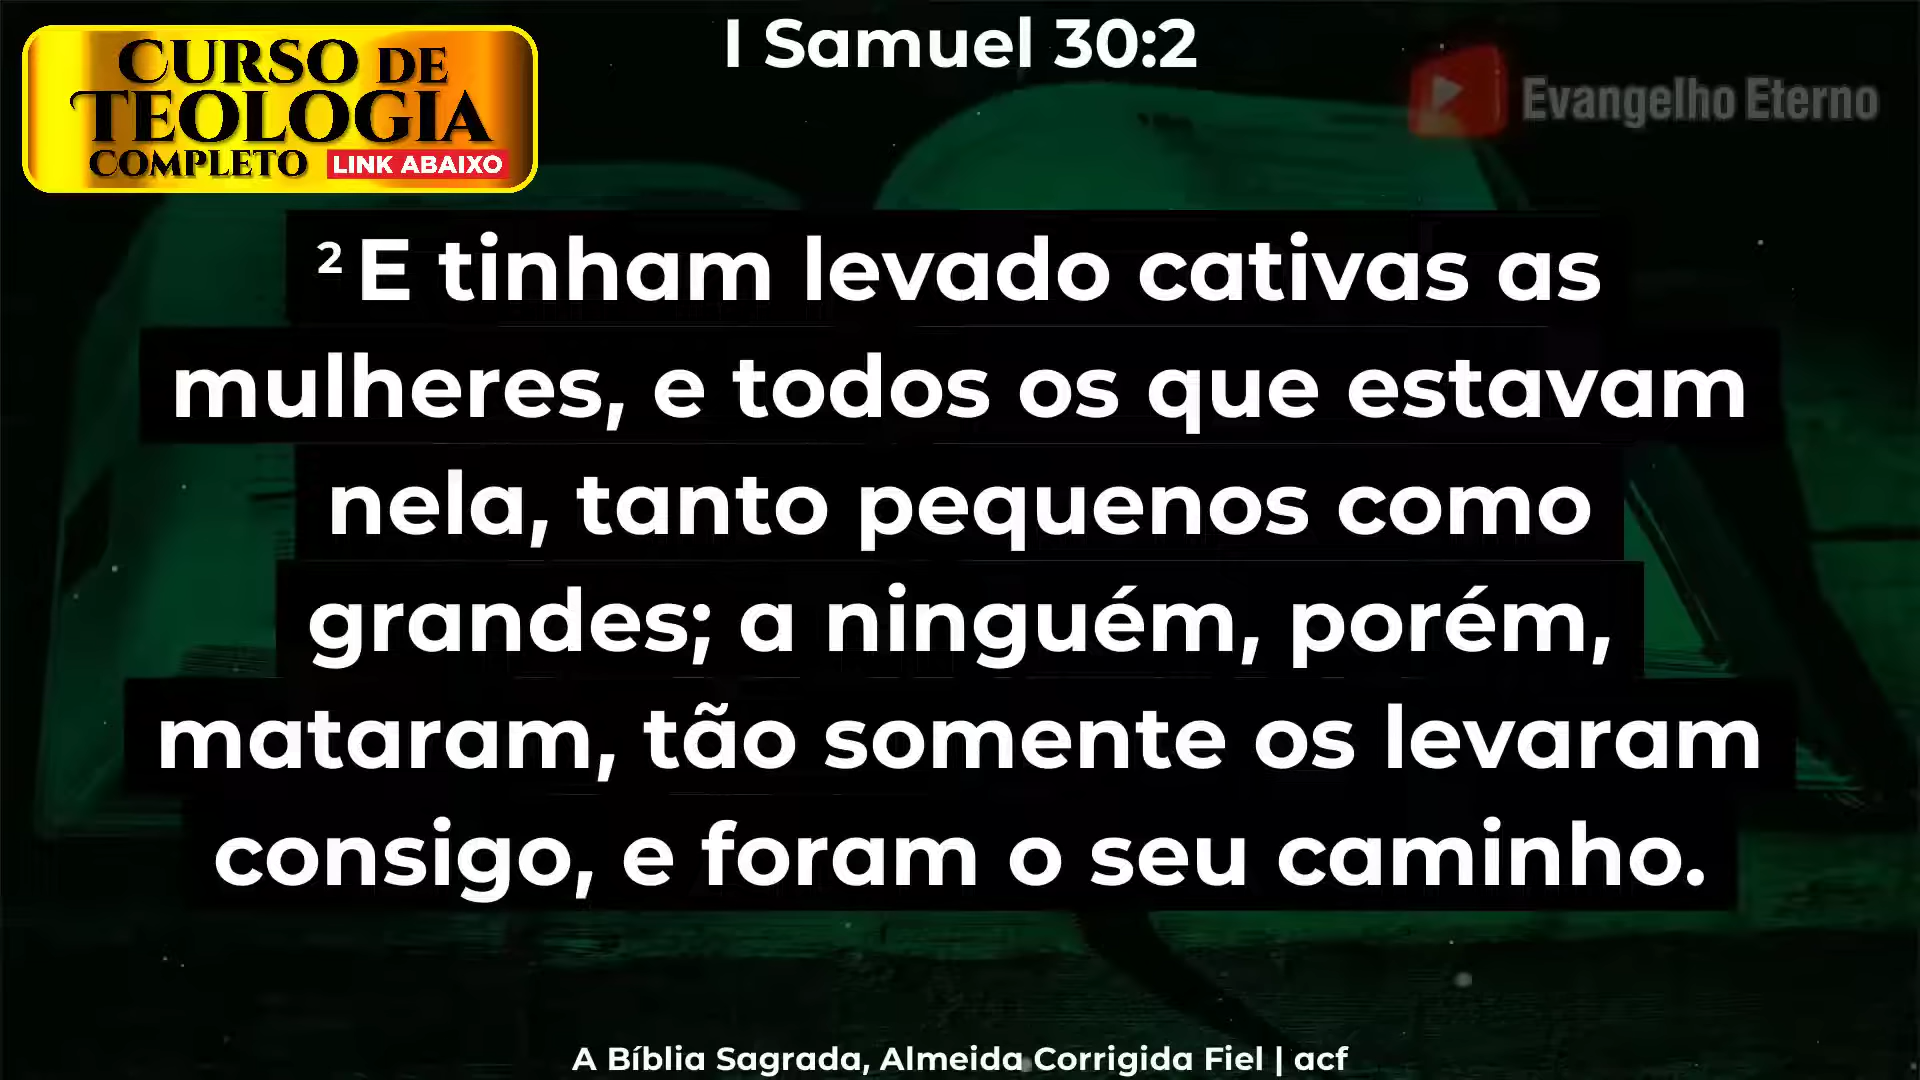 I Samuel 30:2
CURSO DE
TEOLOGIA
COMPLETO LINK ABAIXO
Evangelho Eterno
2 E tinham levado cativas as
mulheres, e todos os que estavam
nela, tanto pequenos como
grandes; a ninguém, porém,
mataram, tão somente os levaram
consigo, e foram o seu caminho.
A Bíblia Sagrada, Almeida Corrigida Fiel | acf